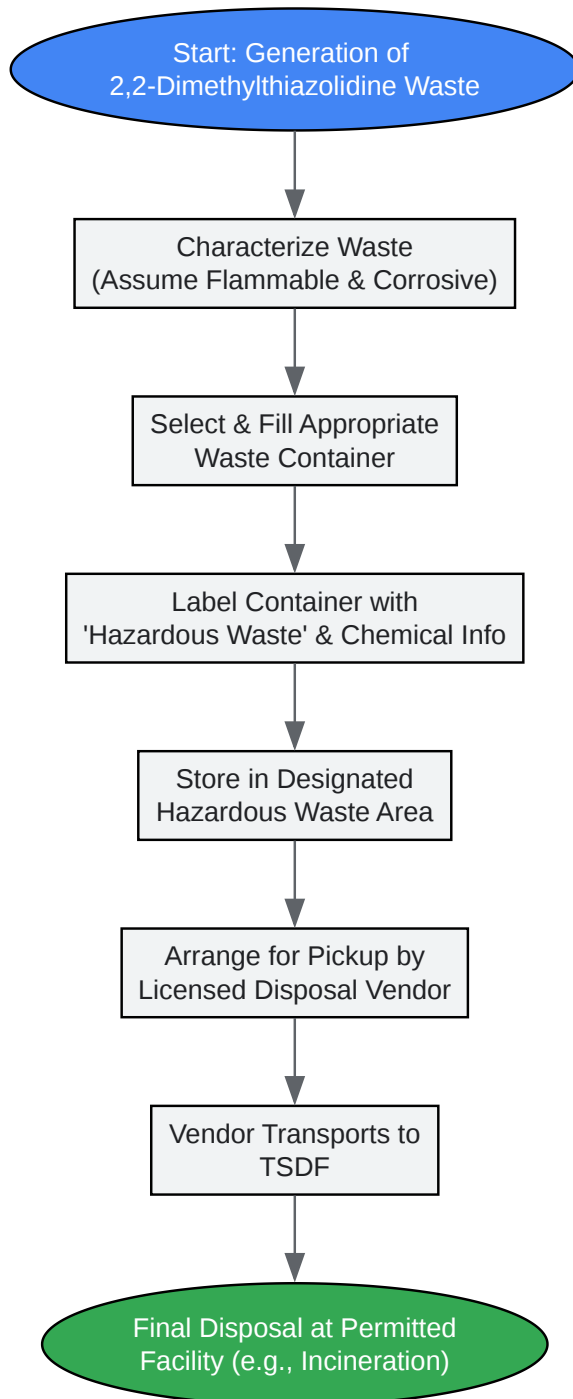 Start: Generation of
2,2-Dimethylthiazolidine Waste
Characterize Waste
(Assume Flammable & Corrosive)
Select & Fill Appropriate
Waste Container
Label Container with
'Hazardous Waste' & Chemical Info
Store in Designated
Hazardous Waste Area
Arrange for Pickup by
Licensed Disposal Vendor
Vendor Transports to
TSDF
Final Disposal at Permitted
Facility (e.g., Incineration)